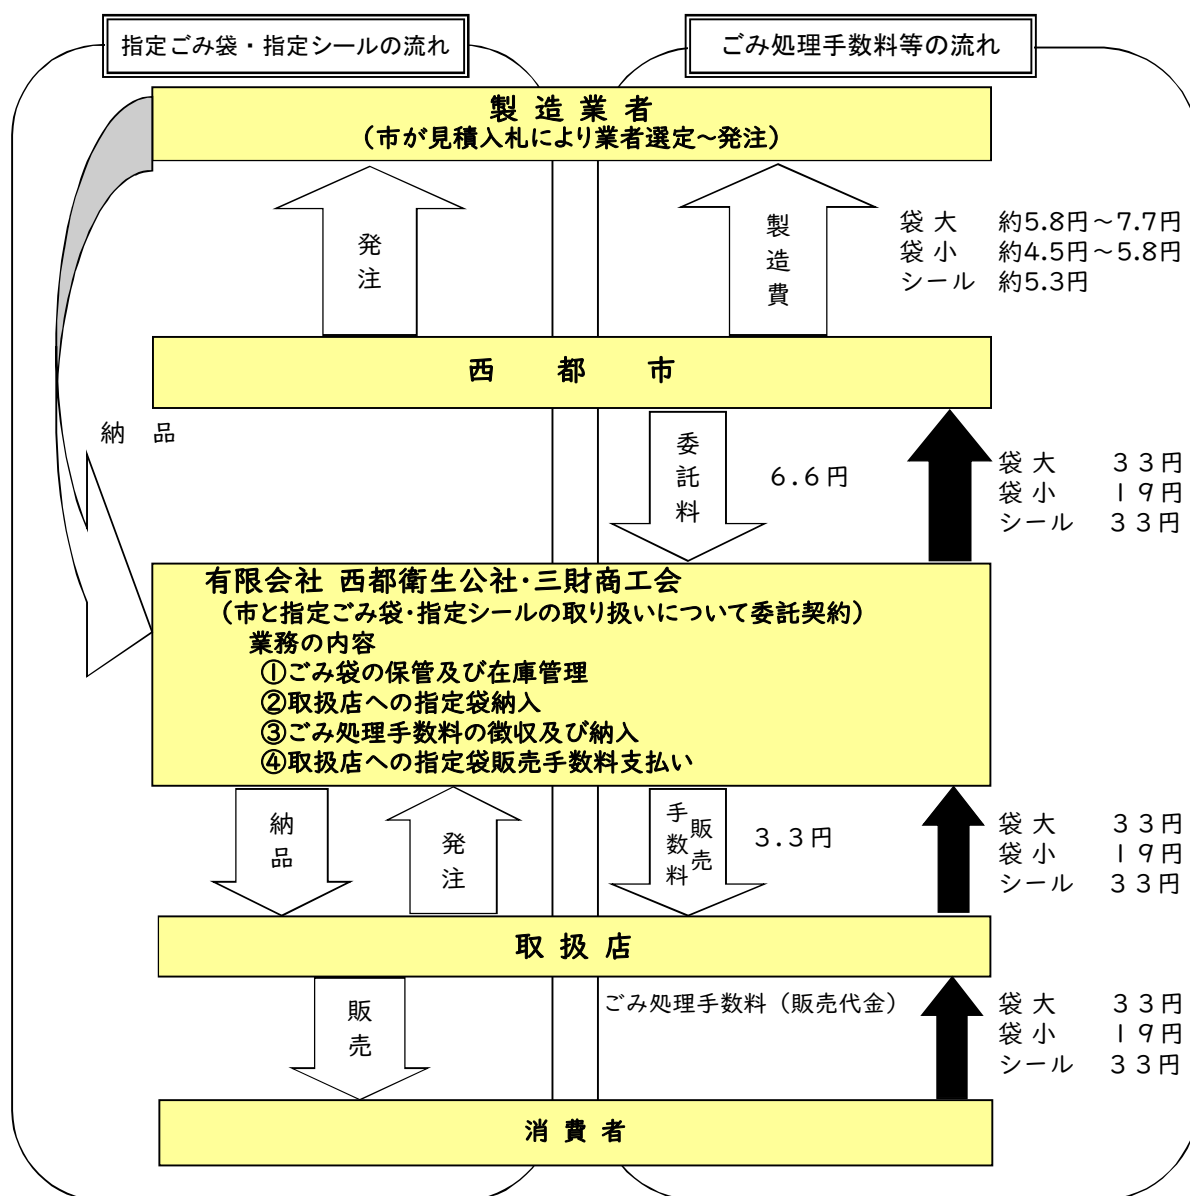 指定ごみ袋・指定シールの流れ
ごみ処理手数料等の流れ
製造業者
（市が見積入札により業者選定～発注）
発注
製造費
袋大 約5.8円～7.7円
袋小 約4.5円～5.8円
シール 約5.3円
西都市
納品
委託料
6.6円
袋大 33円
袋小 19円
シール 33円
有限会社 西都衛生公社・三財商工会
（市と指定ごみ袋・指定シールの取り扱いについて委託契約）
業務の内容
①ごみ袋の保管及び在庫管理
②取扱店への指定袋納入
③ごみ処理手数料の徴収及び納入
④取扱店への指定袋販売手数料支払い
納品
発注
販売
手数料
3.3円
袋大 33円
袋小 19円
シール 33円
取扱店
販売
ごみ処理手数料（販売代金）
袋大 33円
袋小 19円
シール 33円
消費者